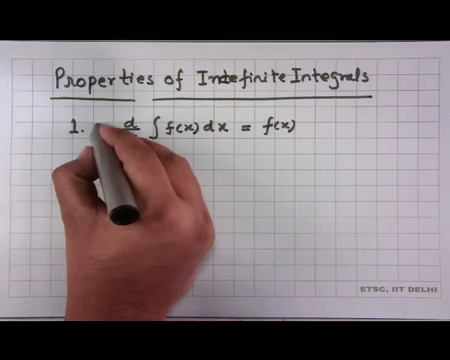 Properties of Indefinite Integrals
1. d/ ∫ f(x) dx = f(x)
ETSC, IIT DELHI